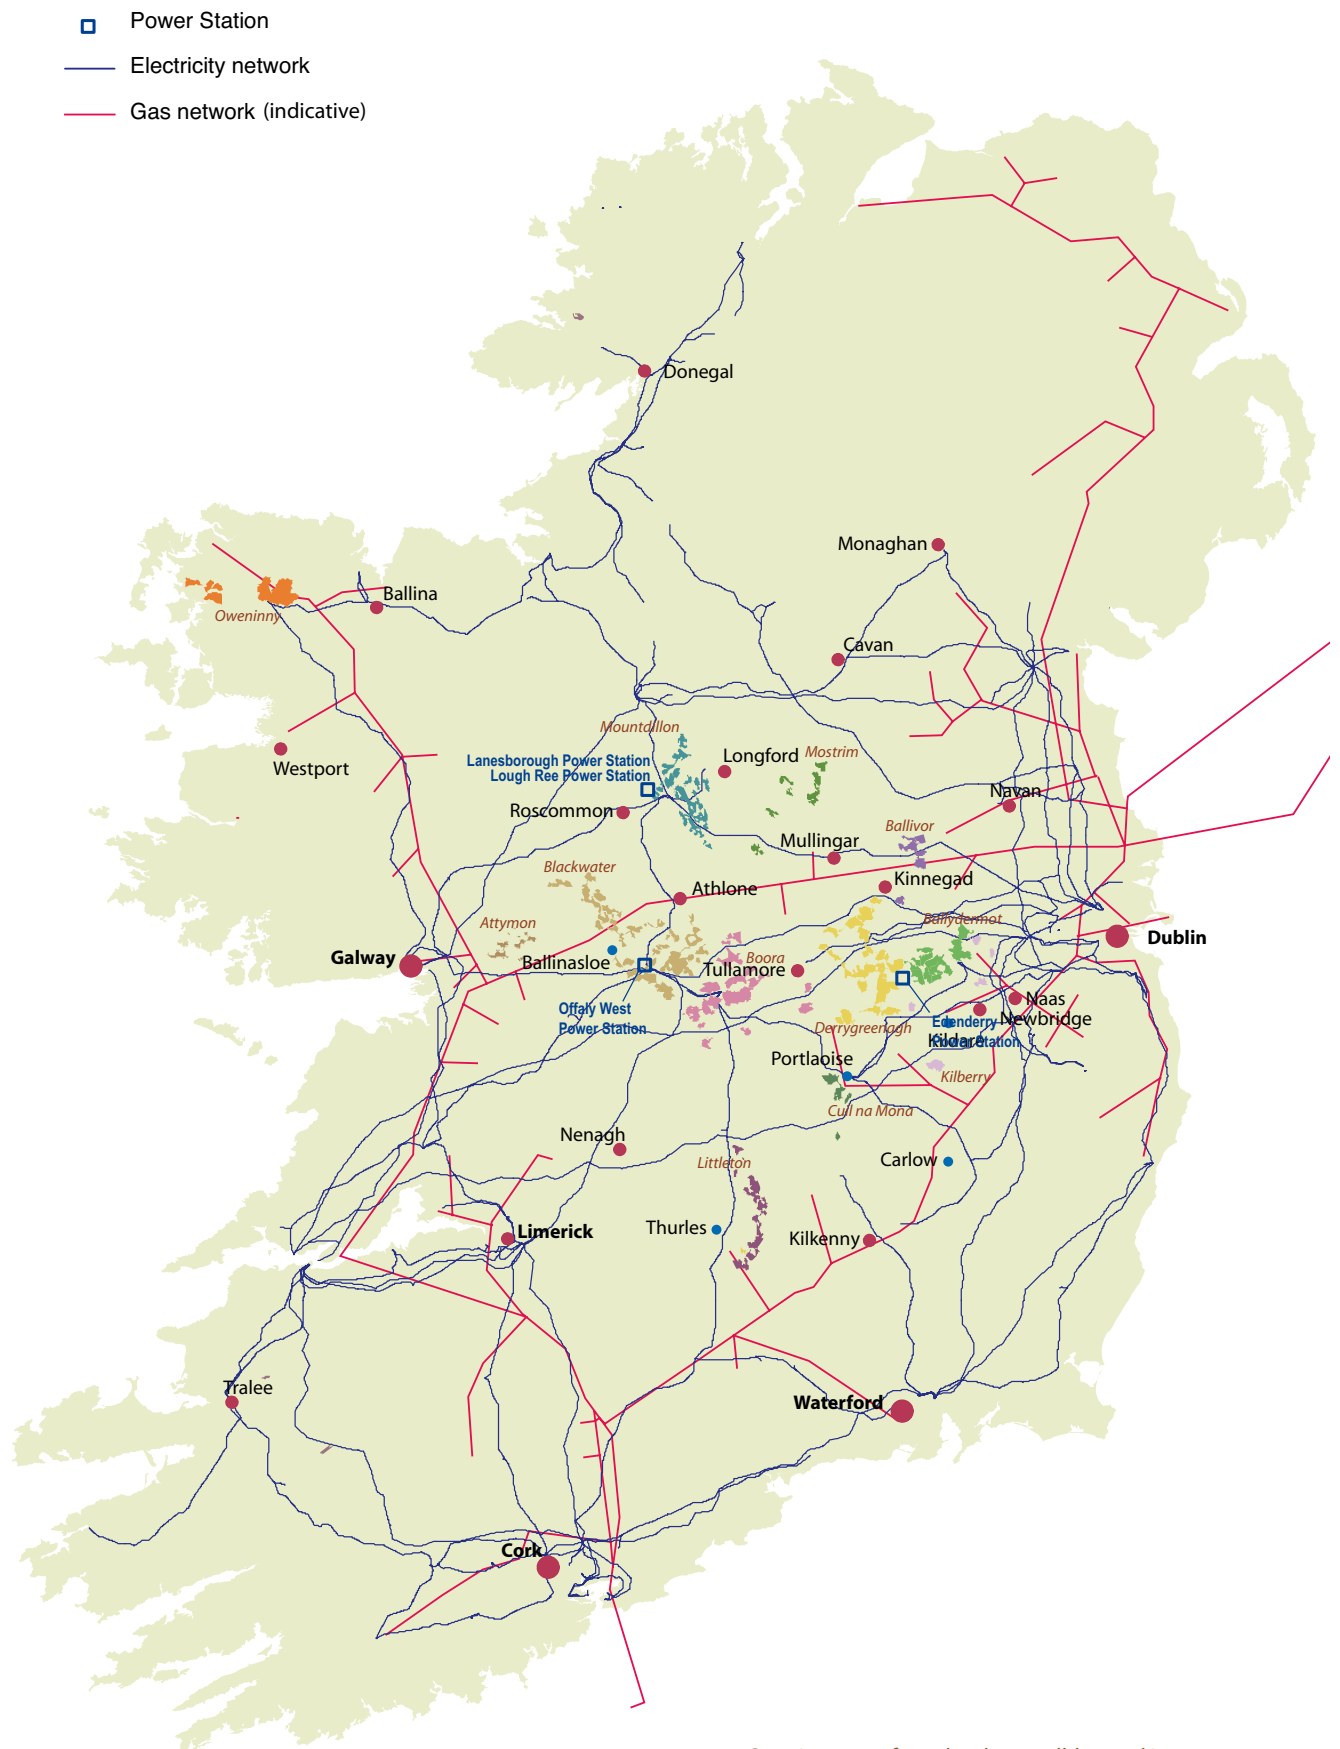 Power Station
Electricity network
Gas network (indicative)
Donegal
Monaghan
Ballina
Oweninny
Cavan
Mountdillon
Westport
Lanesborough Power Station
Lough Ree Power Station
Longford
Mostrim
Roscommon
Navan
Ballivor
Mullingar
Blackwater
Kinnegad
Athlone
Attymon
Ballydermot
Galway
Ballinasloe
Boora
Tullamore
Dublin
Offaly West
Power Station
Naas
Newbridge
Derrygreenagh
Edenderry
Power Station
Kildare
Portlaoise
Kilberry
Cuil na Mona
Nenagh
Littleton
Carlow
Limerick
Thurles
Kilkenny
Tralee
Waterford
Cork